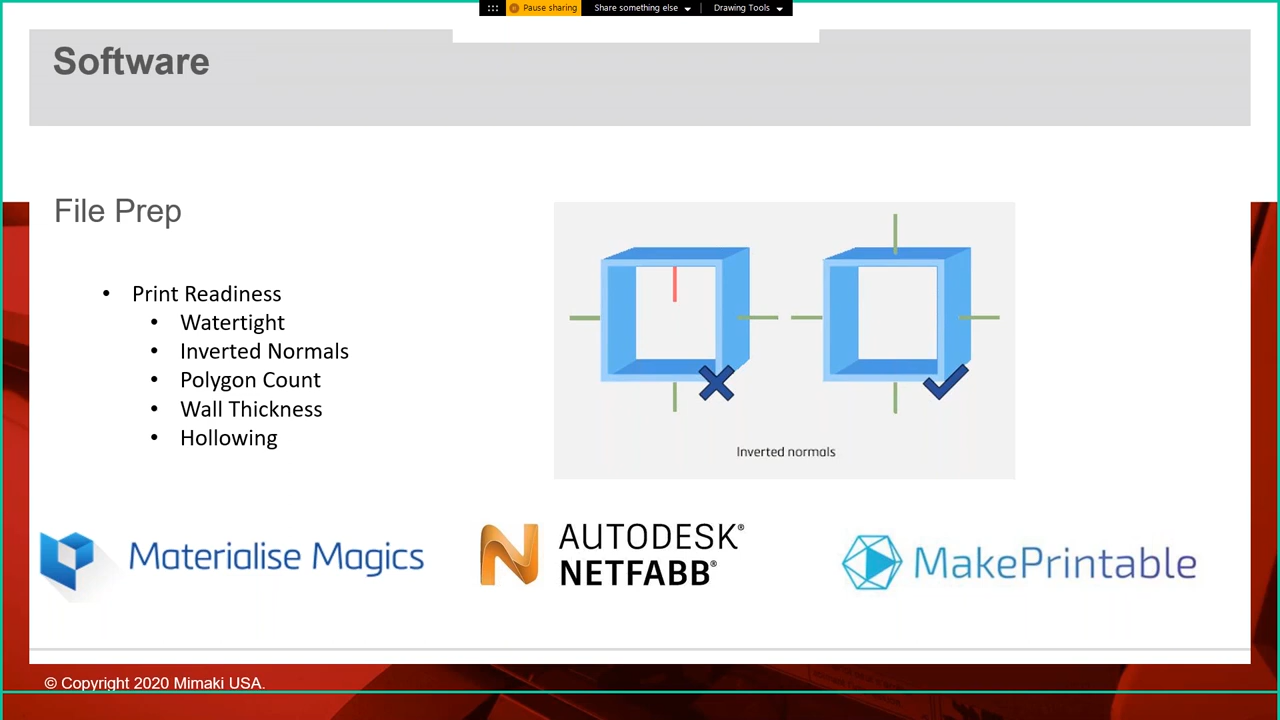 Pause sharing
Share something else
Drawing Tools
Software
File Prep
• Print Readiness
• Watertight
• Inverted Normals
• Polygon Count
• Wall Thickness
• Hollowing
Inverted normals
Materialise Magics
AUTODESK®
NETFABB®
MakePrintable
© Copyright 2020 Mimaki USA.